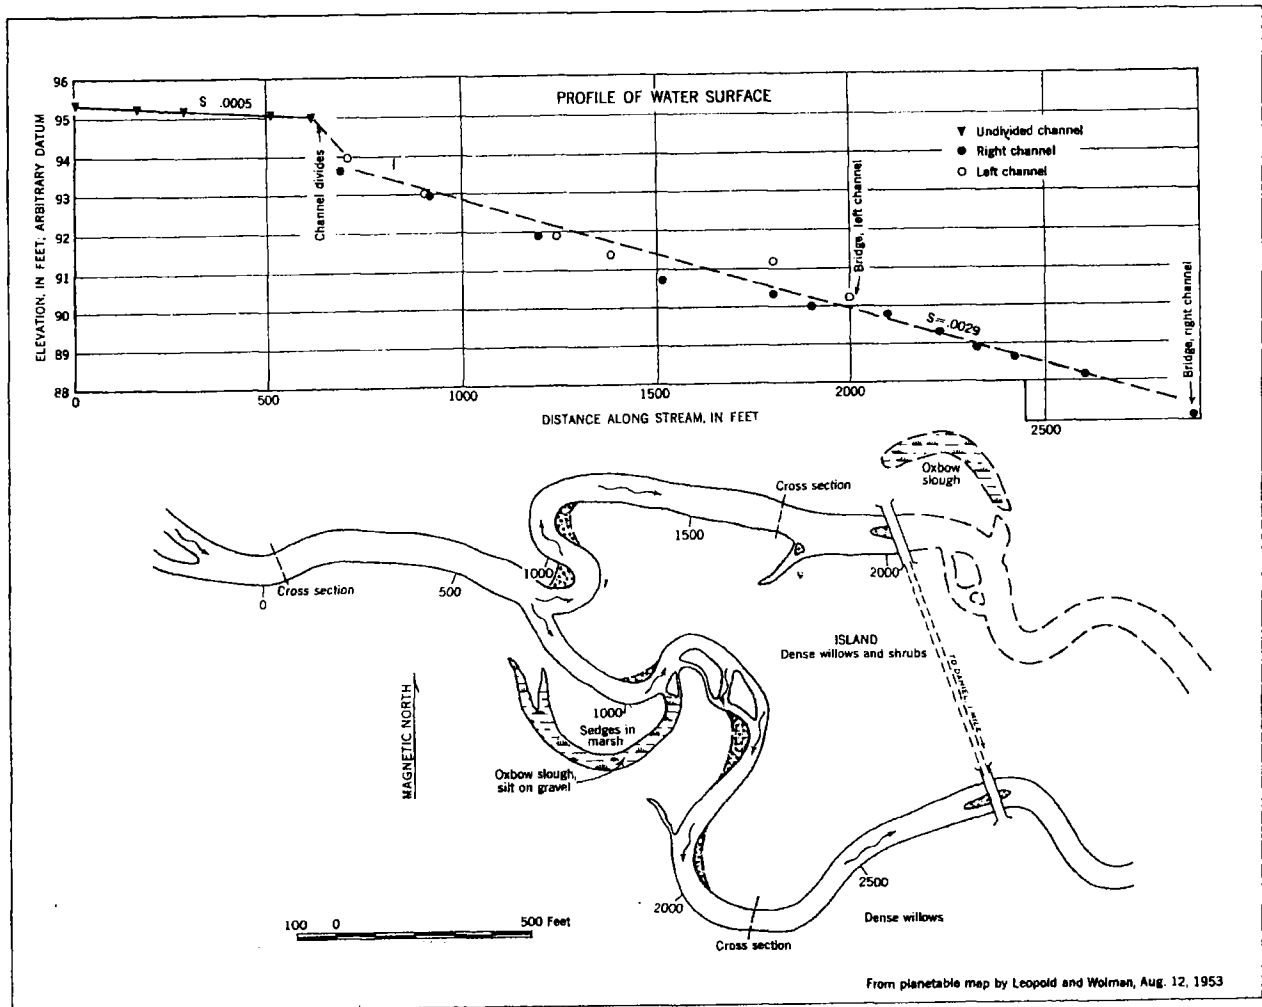 PROFILE OF WATER SURFACE
96
95
94
93
92
91
90
89
88
ELEVATION, IN FEET; ARBITRARY DATUM
S .0005
Channel divides
▼ Undivided channel
● Right channel
○ Left channel
Bridge, left channel
S=.0029
Bridge, right channel
0
500
1000
1500
2000
2500
DISTANCE ALONG STREAM, IN FEET
Oxbow
slough
Cross section
1500
2000
1000
Cross section
0
500
ISLAND
Dense willows and shrubs
TO DANIEL 1 MILE
MAGNETIC NORTH
1000
Sedges in
marsh
Oxbow slough,
silt on gravel
2000
2500
Dense willows
Cross section
100 0 500 Feet
From planetable map by Leopold and Wolman, Aug. 12, 1953